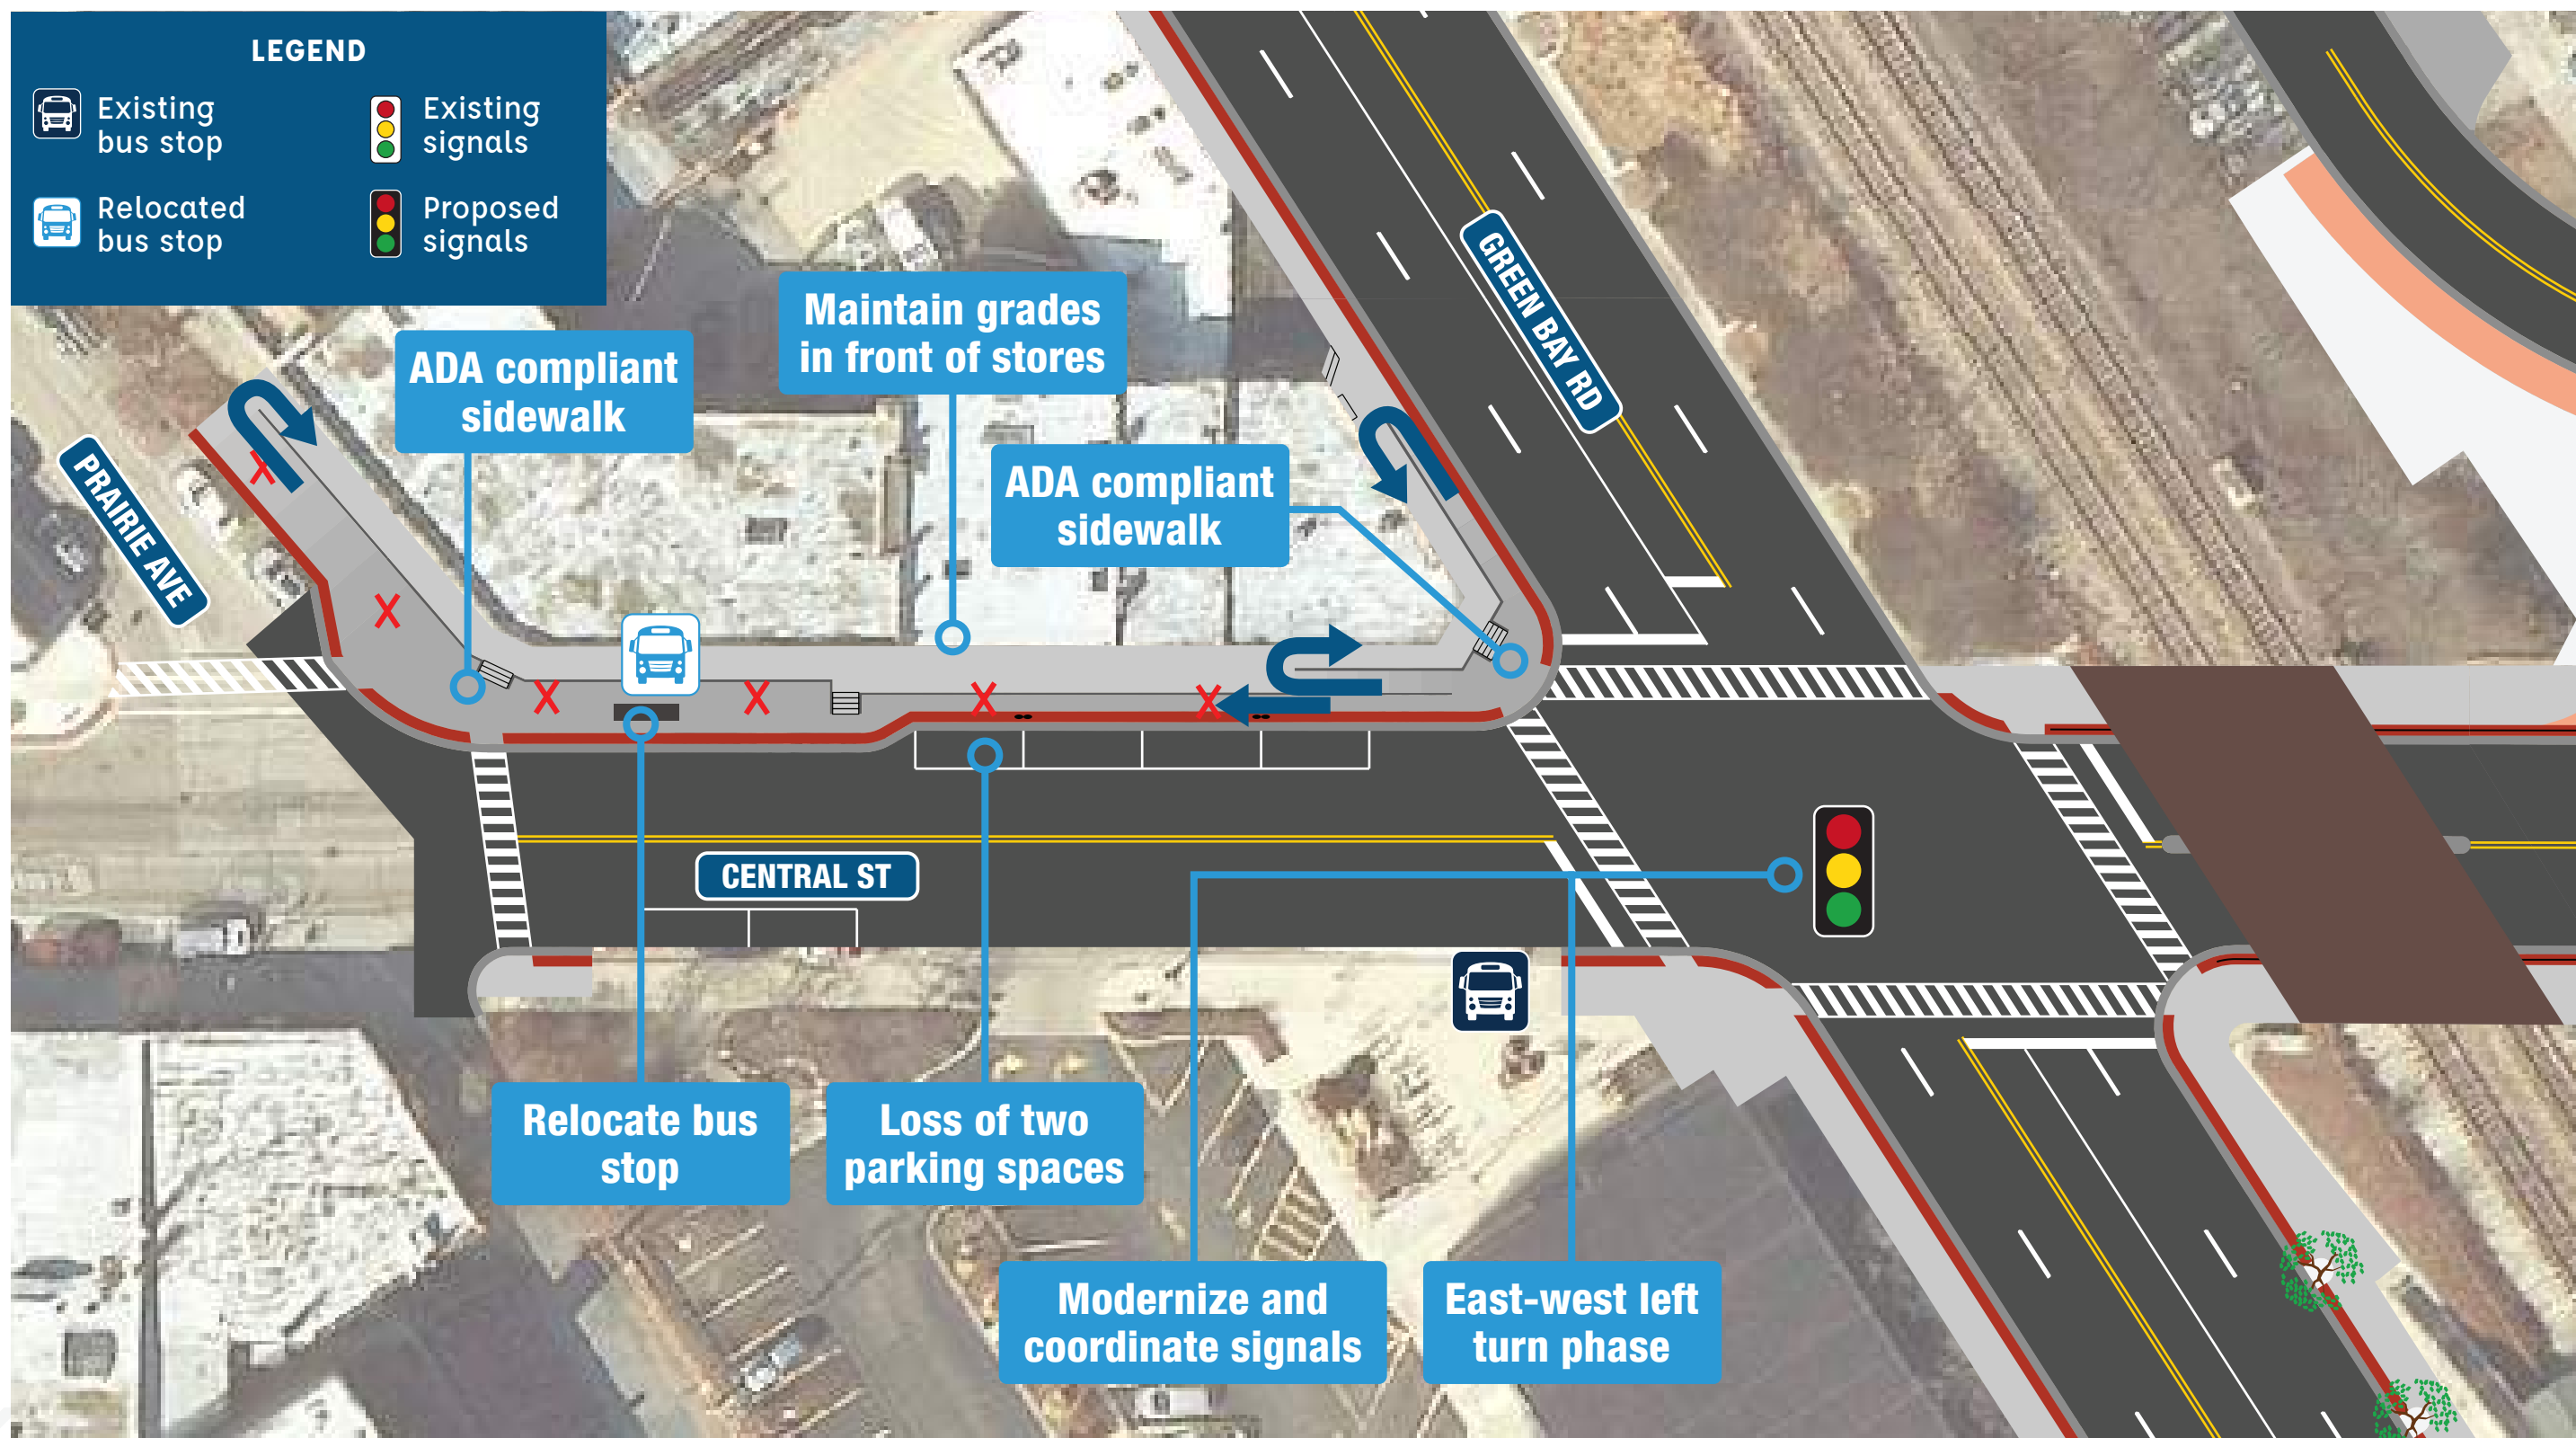 LEGEND
Existing
bus stop
Existing
signals
Relocated
bus stop
Proposed
signals
Maintain grades
in front of stores
ADA compliant
sidewalk
ADA compliant
sidewalk
GREEN BAY RD
PRAIRIE AVE
CENTRAL ST
Relocate bus
stop
Loss of two
parking spaces
Modernize and
coordinate signals
East-west left
turn phase